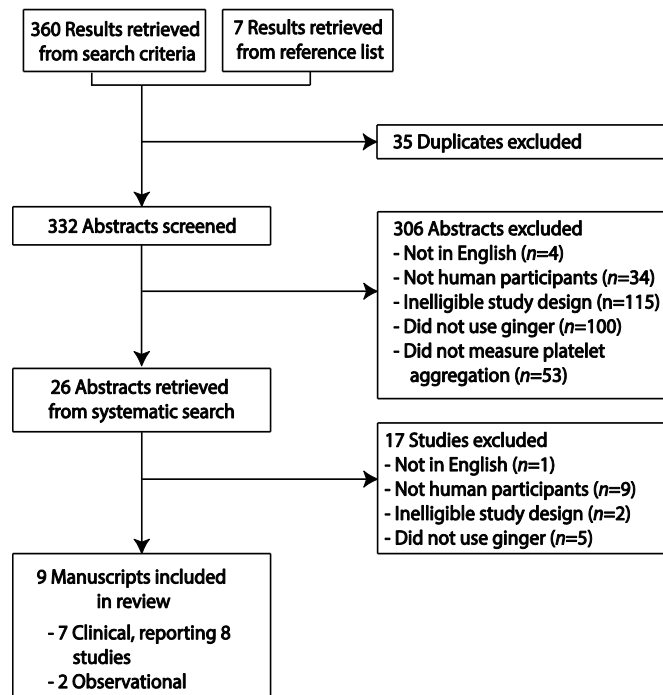 360 Results retrieved
from search criteria
7 Results retrieved
from reference list
35 Duplicates excluded
332 Abstracts screened
306 Abstracts excluded
- Not in English (n=4)
- Not human participants (n=34)
- Inelligible study design (n=115)
- Did not use ginger (n=100)
- Did not measure platelet
aggregation (n=53)
26 Abstracts retrieved
from systematic search
17 Studies excluded
- Not in English (n=1)
- Not human participants (n=9)
- Inelligible study design (n=2)
- Did not use ginger (n=5)
9 Manuscripts included
in review
- 7 Clinical, reporting 8
studies
- 2 Observational